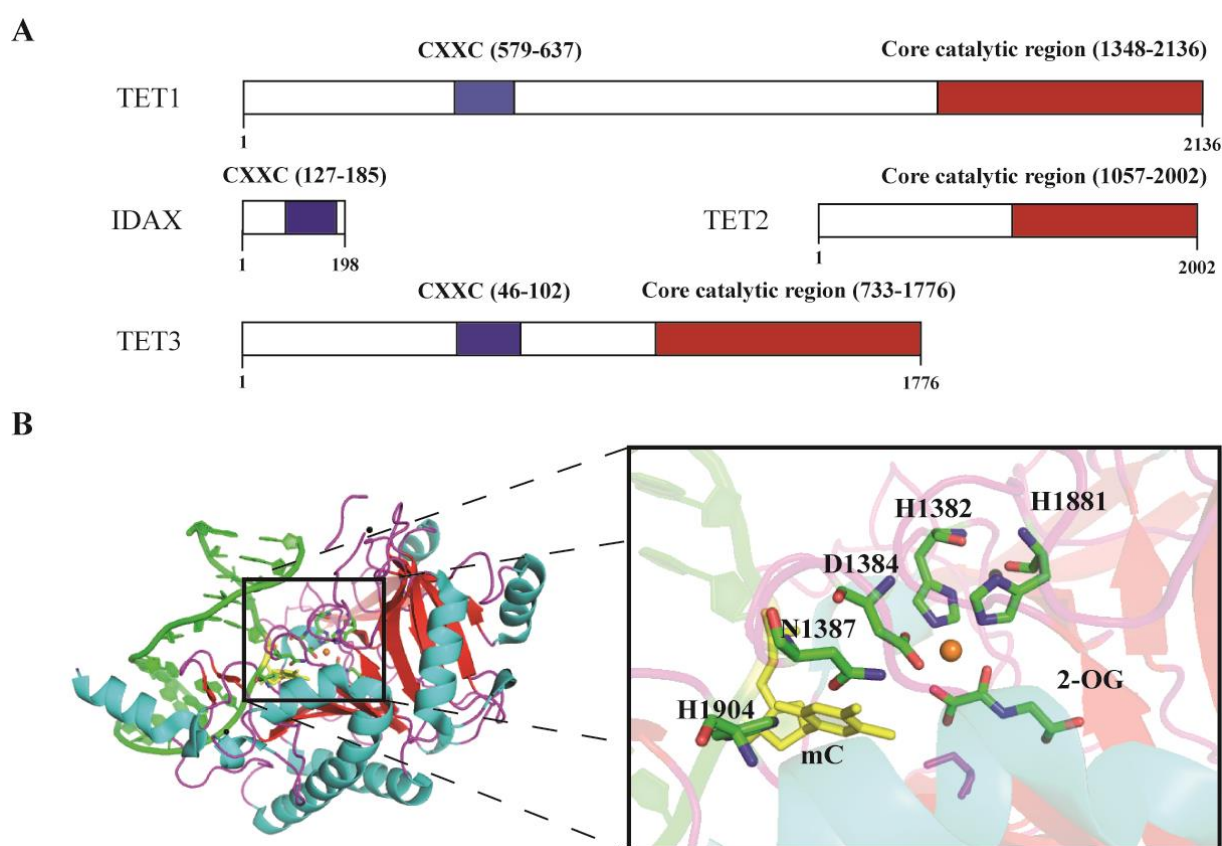 A
CXXC (579-637)
Core catalytic region (1348-2136)
TET1
1
2136
CXXC (127-185)
Core catalytic region (1057-2002)
IDAX
TET2
1
198
1
2002
CXXC (46-102)
Core catalytic region (733-1776)
TET3
1
1776
B
H1382
H1881
D1384
N1387
2-OG
H1904
mC